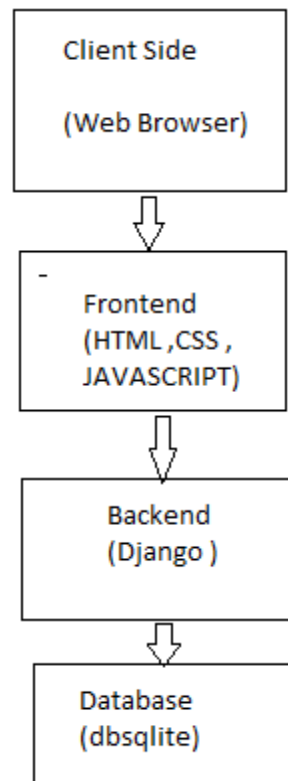 Client Side
(Web Browser)
-
Frontend
(HTML ,CSS ,
JAVASCRIPT)
Backend
(Django )
Database
(dbsqlite)